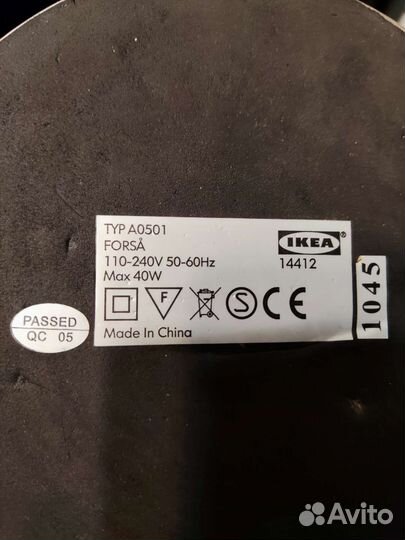 TYP A0501
FORSÅ
110-240V 50-60Hz
Max 40W
IKEA®
14412
F S CE
Made In China
PASSED
QC 05
1045
Avito